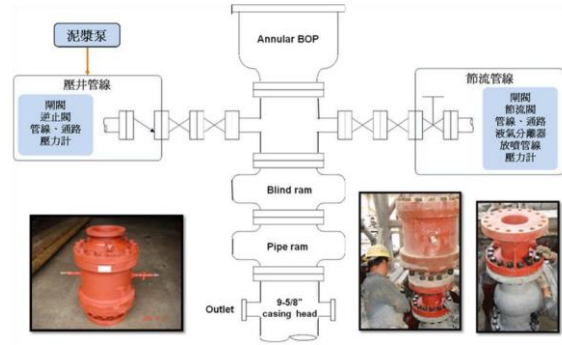 泥漿泵
壓井管線
閘閥
逆止閥
管線、通路
壓力計
Annular BOP
節流管線
閘閥
節流閥
管線、通路
液氣分離器
放噴管線
壓力計
Blind ram
Pipe ram
Outlet
9-5/8"
casing head